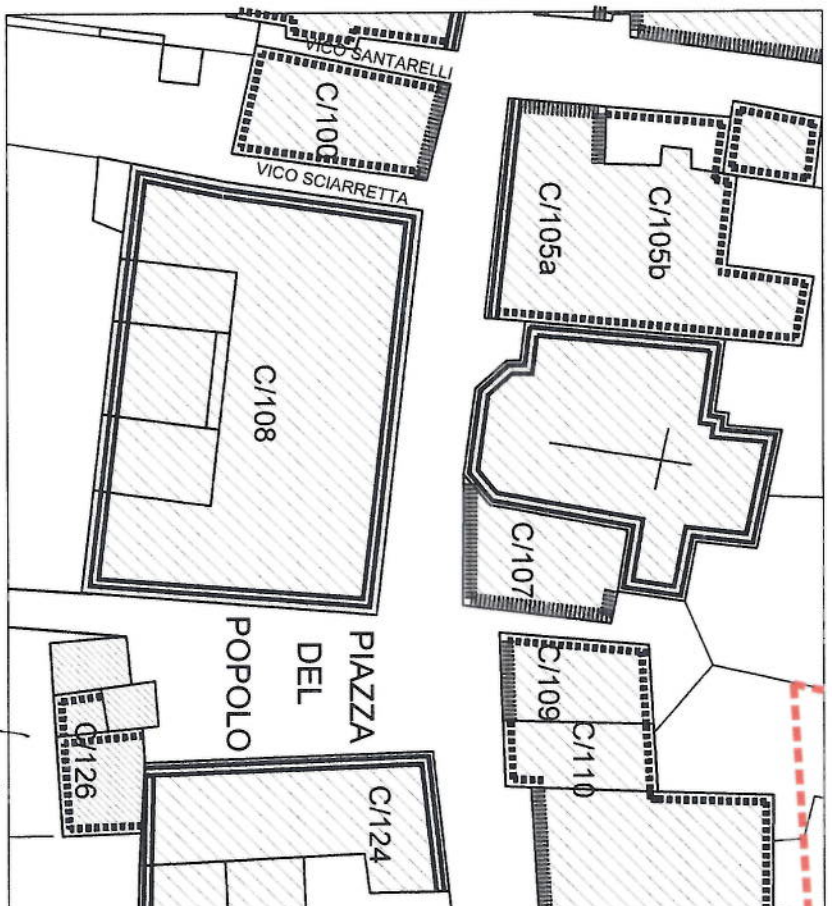 VICO SANTARELLI
C/100
VICO SCIARRETTA
C/105a
C/105b
C/108
C/107
PIAZZA
DEL
POPOLO
C/109
C/110
C/126
C/124